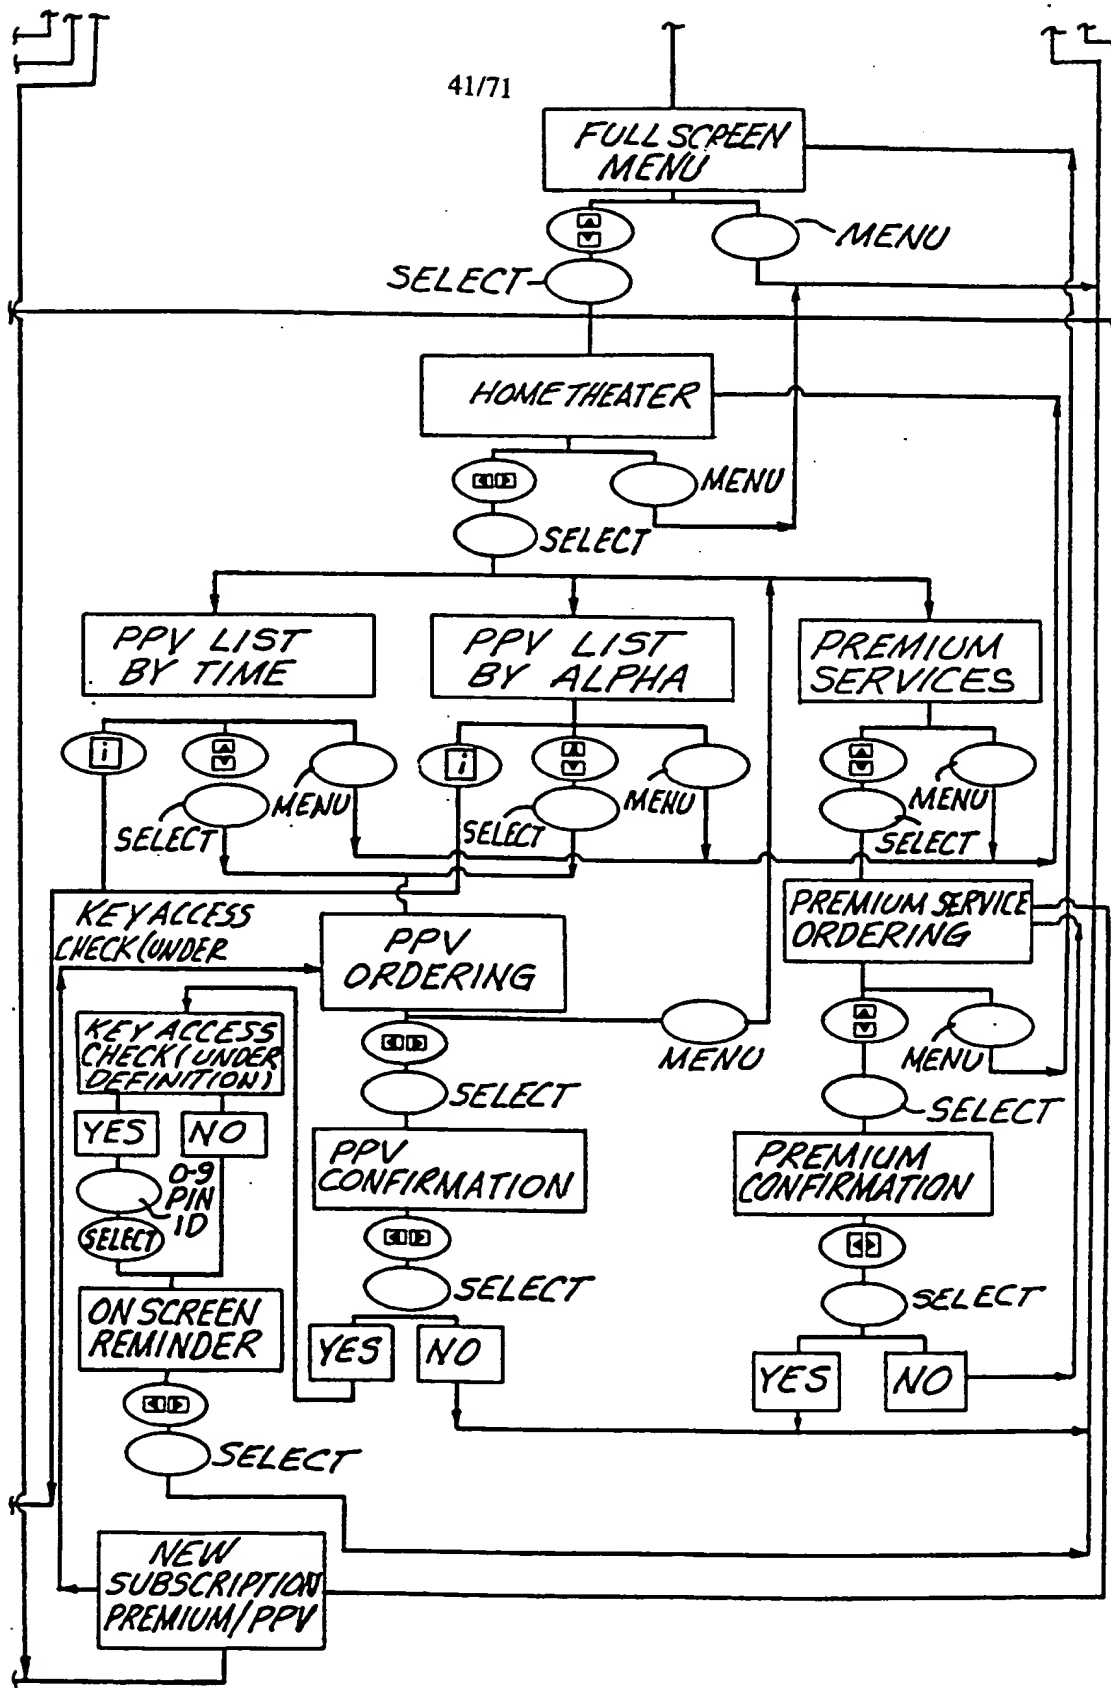 41/71
FULL SCREEN
MENU
MENU
SELECT
HOME THEATER
MENU
SELECT
PPV LIST
BY TIME
PPV LIST
BY ALPHA
PREMIUM
SERVICES
i
SELECT
MENU
i
SELECT
MENU
MENU
SELECT
KEY ACCESS
CHECK (UNDER
PPV
ORDERING
PREMIUM SERVICE
ORDERING
KEY ACCESS
CHECK (UNDER
DEFINITION)
MENU
MENU
SELECT
SELECT
YES
NO
PPV
CONFIRMATION
PREMIUM
CONFIRMATION
0-9
PIN
ID
SELECT
SELECT
SELECT
ON SCREEN
REMINDER
YES
NO
YES
NO
SELECT
NEW
SUBSCRIPTION
PREMIUM/PPV